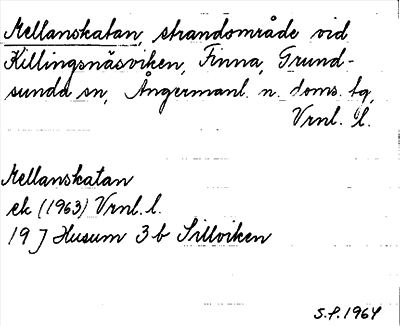 Mellanskatan, strandområde vid
Killingsnäsviken, Finna, Grund-
sunda sn, Ångermanl. n. doms. tg,
Vrnl. l.
Mellanskatan
ek (1963) Vrnl. l.
19 J Husum 3 b Sillviken
S.F. 1964